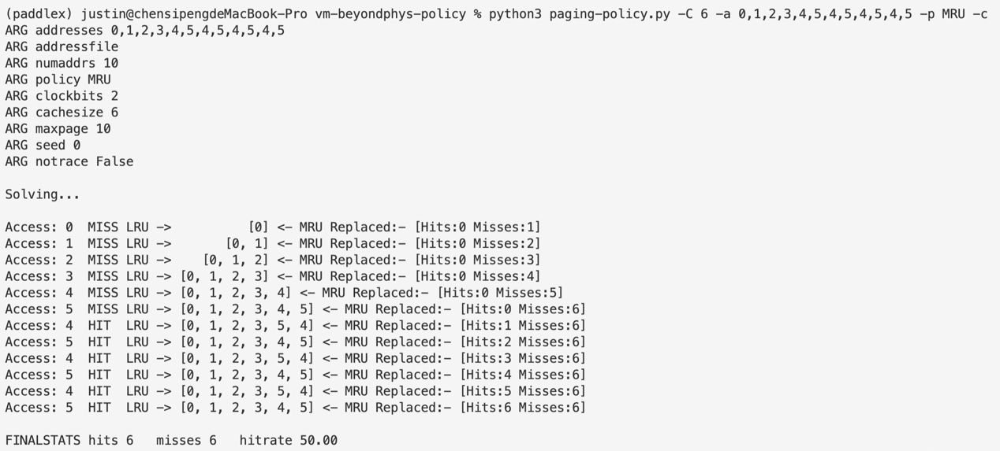 (paddlex) justin@chensipengdeMacBook-Pro vm-beyondphys-policy % python3 paging-policy.py -C 6 -a 0,1,2,3,4,5,4,5,4,5,4,5 -p MRU -c
ARG addresses 0,1,2,3,4,5,4,5,4,5,4,5
ARG addressfile
ARG numaddrs 10
ARG policy MRU
ARG clockbits 2
ARG cachesize 6
ARG maxpage 10
ARG seed 0
ARG notrace False

Solving...

Access: 0  MISS LRU ->          [0] <- MRU Replaced:- [Hits:0 Misses:1]
Access: 1  MISS LRU ->       [0, 1] <- MRU Replaced:- [Hits:0 Misses:2]
Access: 2  MISS LRU ->    [0, 1, 2] <- MRU Replaced:- [Hits:0 Misses:3]
Access: 3  MISS LRU -> [0, 1, 2, 3] <- MRU Replaced:- [Hits:0 Misses:4]
Access: 4  MISS LRU -> [0, 1, 2, 3, 4] <- MRU Replaced:- [Hits:0 Misses:5]
Access: 5  MISS LRU -> [0, 1, 2, 3, 4, 5] <- MRU Replaced:- [Hits:0 Misses:6]
Access: 4  HIT  LRU -> [0, 1, 2, 3, 5, 4] <- MRU Replaced:- [Hits:1 Misses:6]
Access: 5  HIT  LRU -> [0, 1, 2, 3, 4, 5] <- MRU Replaced:- [Hits:2 Misses:6]
Access: 4  HIT  LRU -> [0, 1, 2, 3, 5, 4] <- MRU Replaced:- [Hits:3 Misses:6]
Access: 5  HIT  LRU -> [0, 1, 2, 3, 4, 5] <- MRU Replaced:- [Hits:4 Misses:6]
Access: 4  HIT  LRU -> [0, 1, 2, 3, 5, 4] <- MRU Replaced:- [Hits:5 Misses:6]
Access: 5  HIT  LRU -> [0, 1, 2, 3, 4, 5] <- MRU Replaced:- [Hits:6 Misses:6]

FINALSTATS hits 6   misses 6   hitrate 50.00